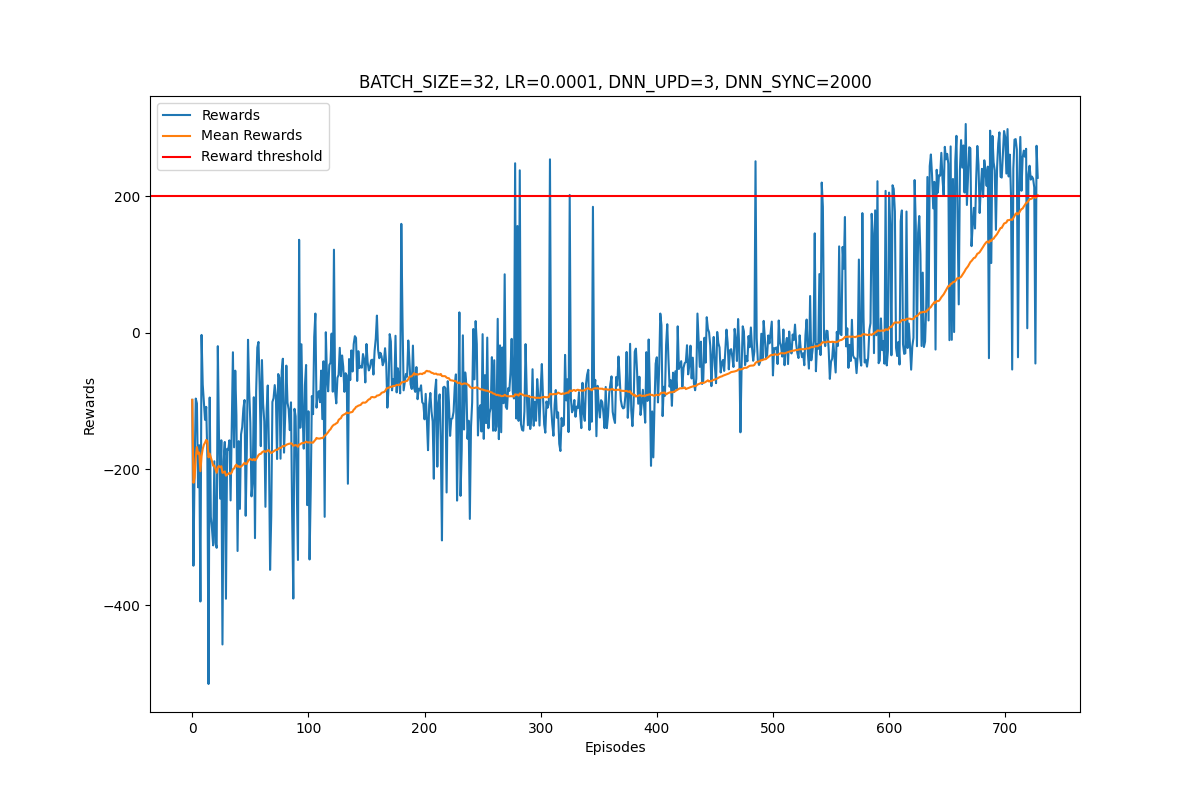 BATCH_SIZE=32, LR=0.0001, DNN_UPD=3, DNN_SYNC=2000
Rewards
Mean Rewards
Reward threshold
200
0
−200
−400
Rewards
0 100 200 300 400 500 600 700
Episodes